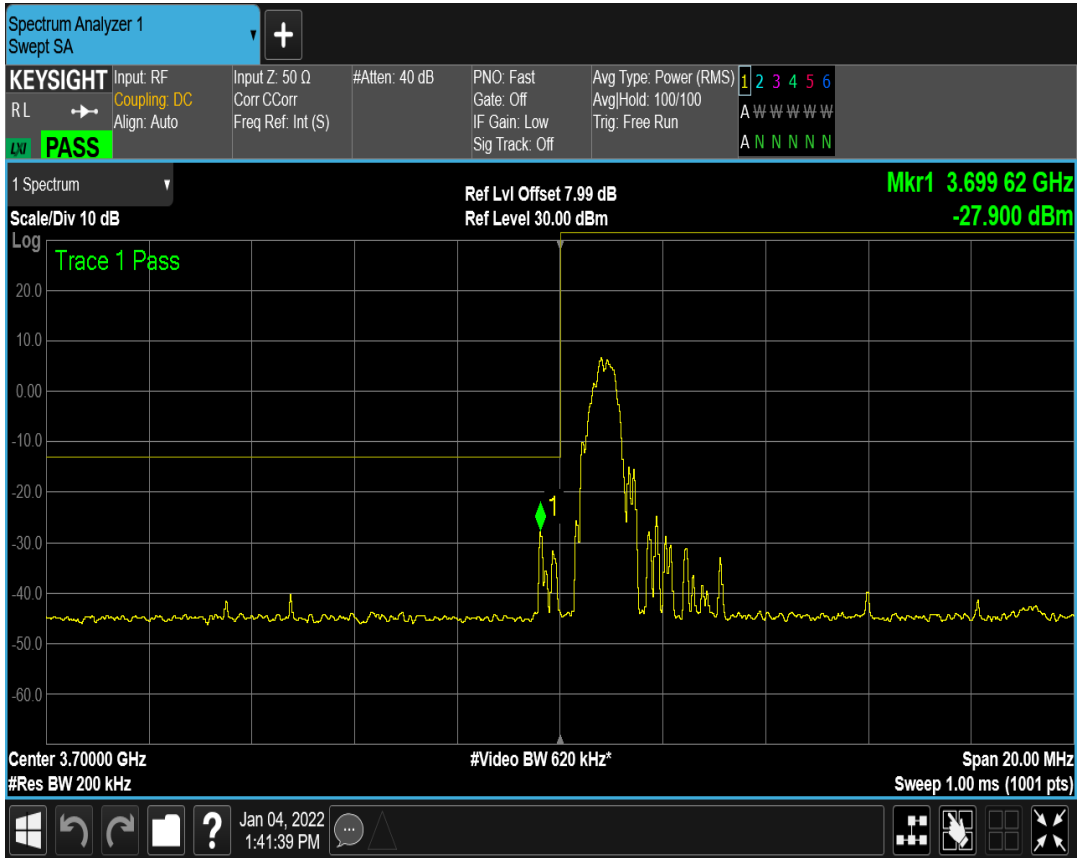 Spectrum Analyzer 1
Swept SA
+
KEYSIGHT
R L
LXI
PASS
Input: RF
Coupling: DC
Align: Auto
Input Z: 50 Ω
Corr CCorr
Freq Ref: Int (S)
#Atten: 40 dB
PNO: Fast
Gate: Off
IF Gain: Low
Sig Track: Off
Avg Type: Power (RMS)
Avg|Hold: 100/100
Trig: Free Run
1 2 3 4 5 6
A W W W W W
A N N N N N
1 Spectrum
Scale/Div 10 dB
Ref Lvl Offset 7.99 dB
Ref Level 30.00 dBm
Mkr1 3.699 62 GHz
-27.900 dBm
Log
Trace 1 Pass
20.0
10.0
0.00
-10.0
-20.0
1
-30.0
-40.0
-50.0
-60.0
Center 3.70000 GHz
#Video BW 620 kHz*
Span 20.00 MHz
#Res BW 200 kHz
Sweep 1.00 ms (1001 pts)
?
Jan 04, 2022
1:41:39 PM